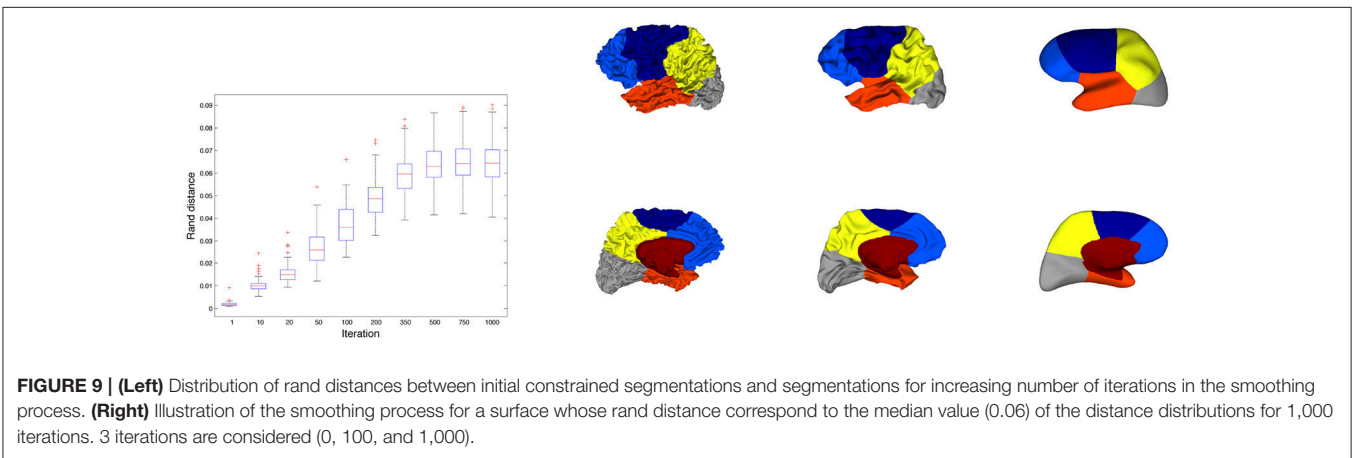 0.09
0.08
0.07
0.06
0.05
0.04
0.03
0.02
0.01
0
Rand distance
1 10 20 50 100 200 350 500 750 1000
Iteration
FIGURE 9 | (Left) Distribution of rand distances between initial constrained segmentations and segmentations for increasing number of iterations in the smoothing
process. (Right) Illustration of the smoothing process for a surface whose rand distance correspond to the median value (0.06) of the distance distributions for 1,000
iterations. 3 iterations are considered (0, 100, and 1,000).